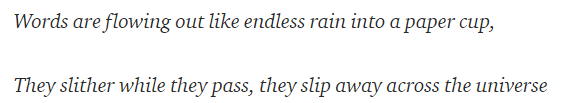 Words are flowing out like endless rain into a paper cup,
They slither while they pass, they slip away across the universe